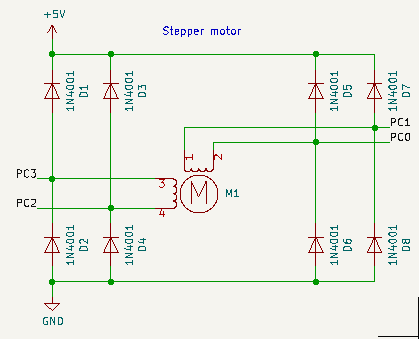 +5V
Stepper motor
1N4001
D1
1N4001
D3
1N4001
D5
1N4001
D7
PC1
PC0
1
2
PC3
3
M
M1
PC2
4
1N4001
D2
1N4001
D4
1N4001
D6
1N4001
D8
GND